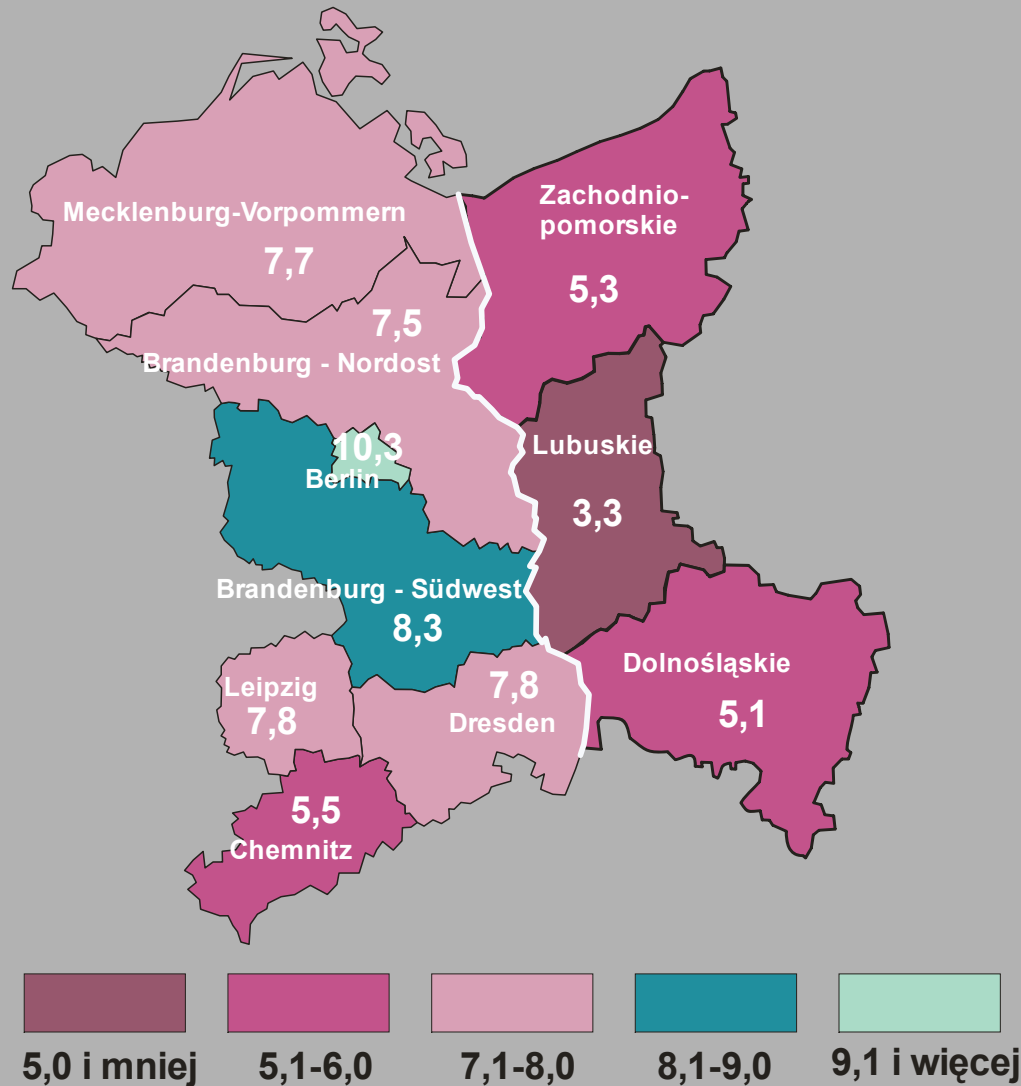 Zachodnio-
pomorskie
5,3
Mecklenburg-Vorpommern
7,7
7,5
Brandenburg - Nordost
10,3
Berlin
Lubuskie
3,3
Brandenburg - Südwest
8,3
Dolnośląskie
5,1
Leipzig
7,8
7,8
Dresden
5,5
Chemnitz
5,0 i mniej
5,1-6,0
7,1-8,0
8,1-9,0
9,1 i więcej